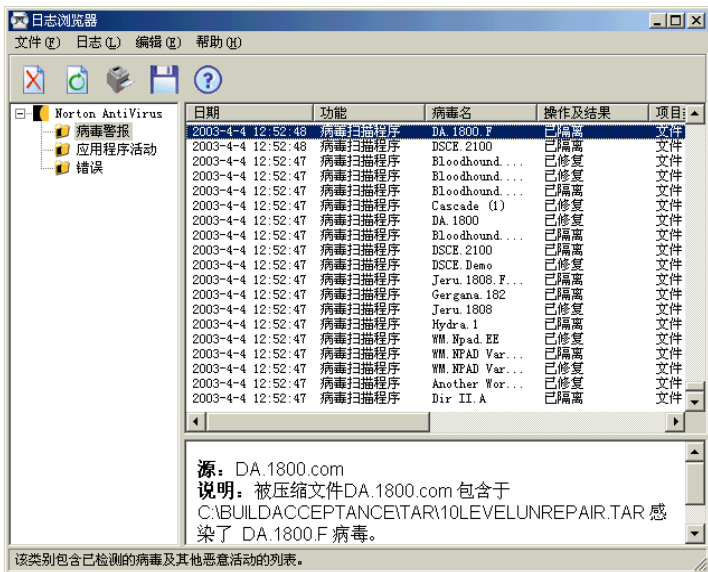 日志浏览器
文件(F) 日志(L) 编辑(E) 帮助(H)
Norton AntiVirus
病毒警报
应用程序活动
错误
日期 功能 病毒名 操作及结果 项目
2003-4-4 12:52:48 病毒扫描程序 DA.1800.F 已隔离 文件
2003-4-4 12:52:48 病毒扫描程序 DSCE.2100 已隔离 文件
2003-4-4 12:52:47 病毒扫描程序 Bloodhound.... 已修复 文件
2003-4-4 12:52:47 病毒扫描程序 Bloodhound.... 已修复 文件
2003-4-4 12:52:47 病毒扫描程序 Bloodhound.... 已隔离 文件
2003-4-4 12:52:47 病毒扫描程序 Cascade (1) 已修复 文件
2003-4-4 12:52:47 病毒扫描程序 DA.1800 已修复 文件
2003-4-4 12:52:47 病毒扫描程序 Bloodhound.... 已隔离 文件
2003-4-4 12:52:47 病毒扫描程序 DSCE.2100 已隔离 文件
2003-4-4 12:52:47 病毒扫描程序 DSCE.Demo 已修复 文件
2003-4-4 12:52:47 病毒扫描程序 Jeru.1808.F... 已隔离 文件
2003-4-4 12:52:47 病毒扫描程序 Gergana.182 已隔离 文件
2003-4-4 12:52:47 病毒扫描程序 Jeru.1808 已修复 文件
2003-4-4 12:52:47 病毒扫描程序 Hydra.1 已隔离 文件
2003-4-4 12:52:47 病毒扫描程序 WM.Npad.EE 已修复 文件
2003-4-4 12:52:47 病毒扫描程序 WM.NPAD Var... 已隔离 文件
2003-4-4 12:52:47 病毒扫描程序 WM.NPAD Var... 已修复 文件
2003-4-4 12:52:47 病毒扫描程序 Another Wor... 已修复 文件
2003-4-4 12:52:47 病毒扫描程序 Dir II.A 已隔离 文件
源：DA.1800.com
说明：被压缩文件DA.1800.com 包含于
C:\BUILDACCEPTANCE\TAR\10LEVELUNREPAIR.TAR 感
染了 DA.1800.F 病毒。
该类别包含已检测的病毒及其他恶意活动的列表。